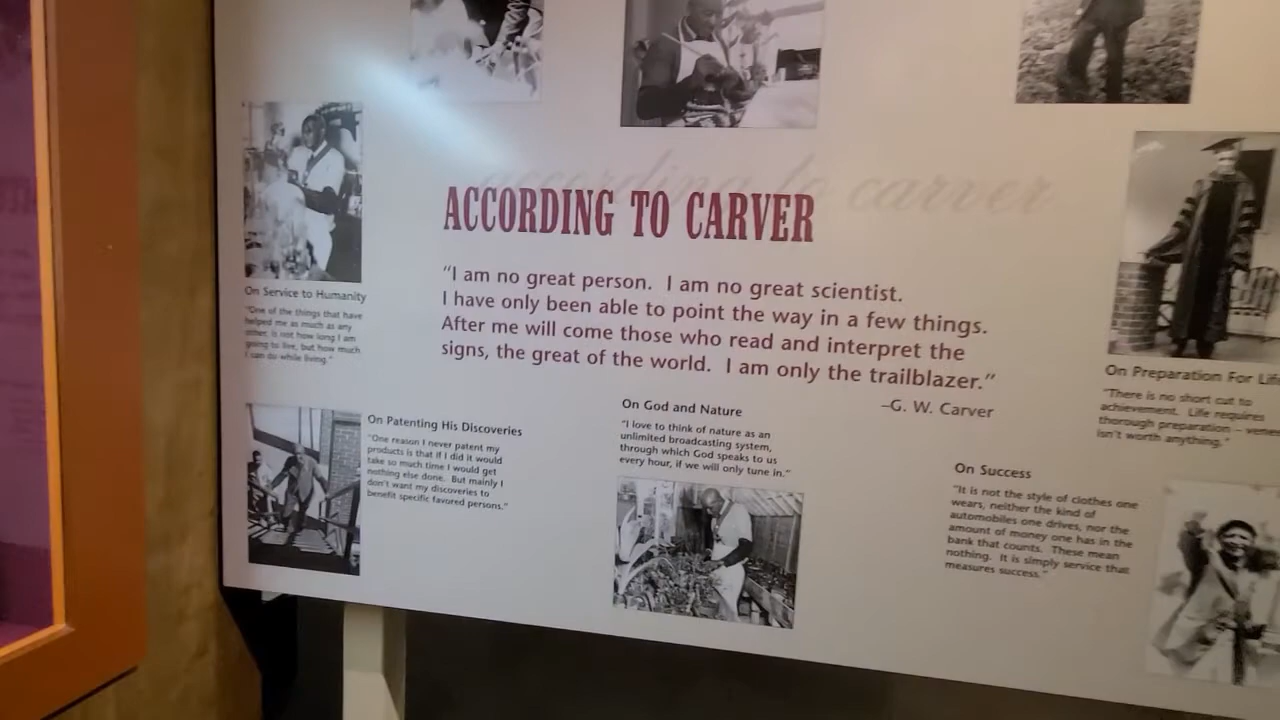 according to carver
ACCORDING TO CARVER
"I am no great person. I am no great scientist.
I have only been able to point the way in a few things.
After me will come those who read and interpret the
signs, the great of the world. I am only the trailblazer."
–G. W. Carver
On Service to Humanity
"One of the things that have
helped me as much as any
other, is not how long I am
going to live, but how much
I can do while living."
On Patenting His Discoveries
"One reason I never patent my
products is that if I did it would
take so much time I would get
nothing else done. But mainly I
don't want my discoveries to
benefit specific favored persons."
On God and Nature
"I love to think of nature as an
unlimited broadcasting system,
through which God speaks to us
every hour, if we will only tune in."
On Success
"It is not the style of clothes one
wears, neither the kind of
automobiles one drives, nor the
amount of money one has in the
bank that counts. These mean
nothing. It is simply service that
measures success."
On Preparation For Lif
"There is no short cut to
achievement. Life requires
thorough preparation – vene
isn't worth anything."